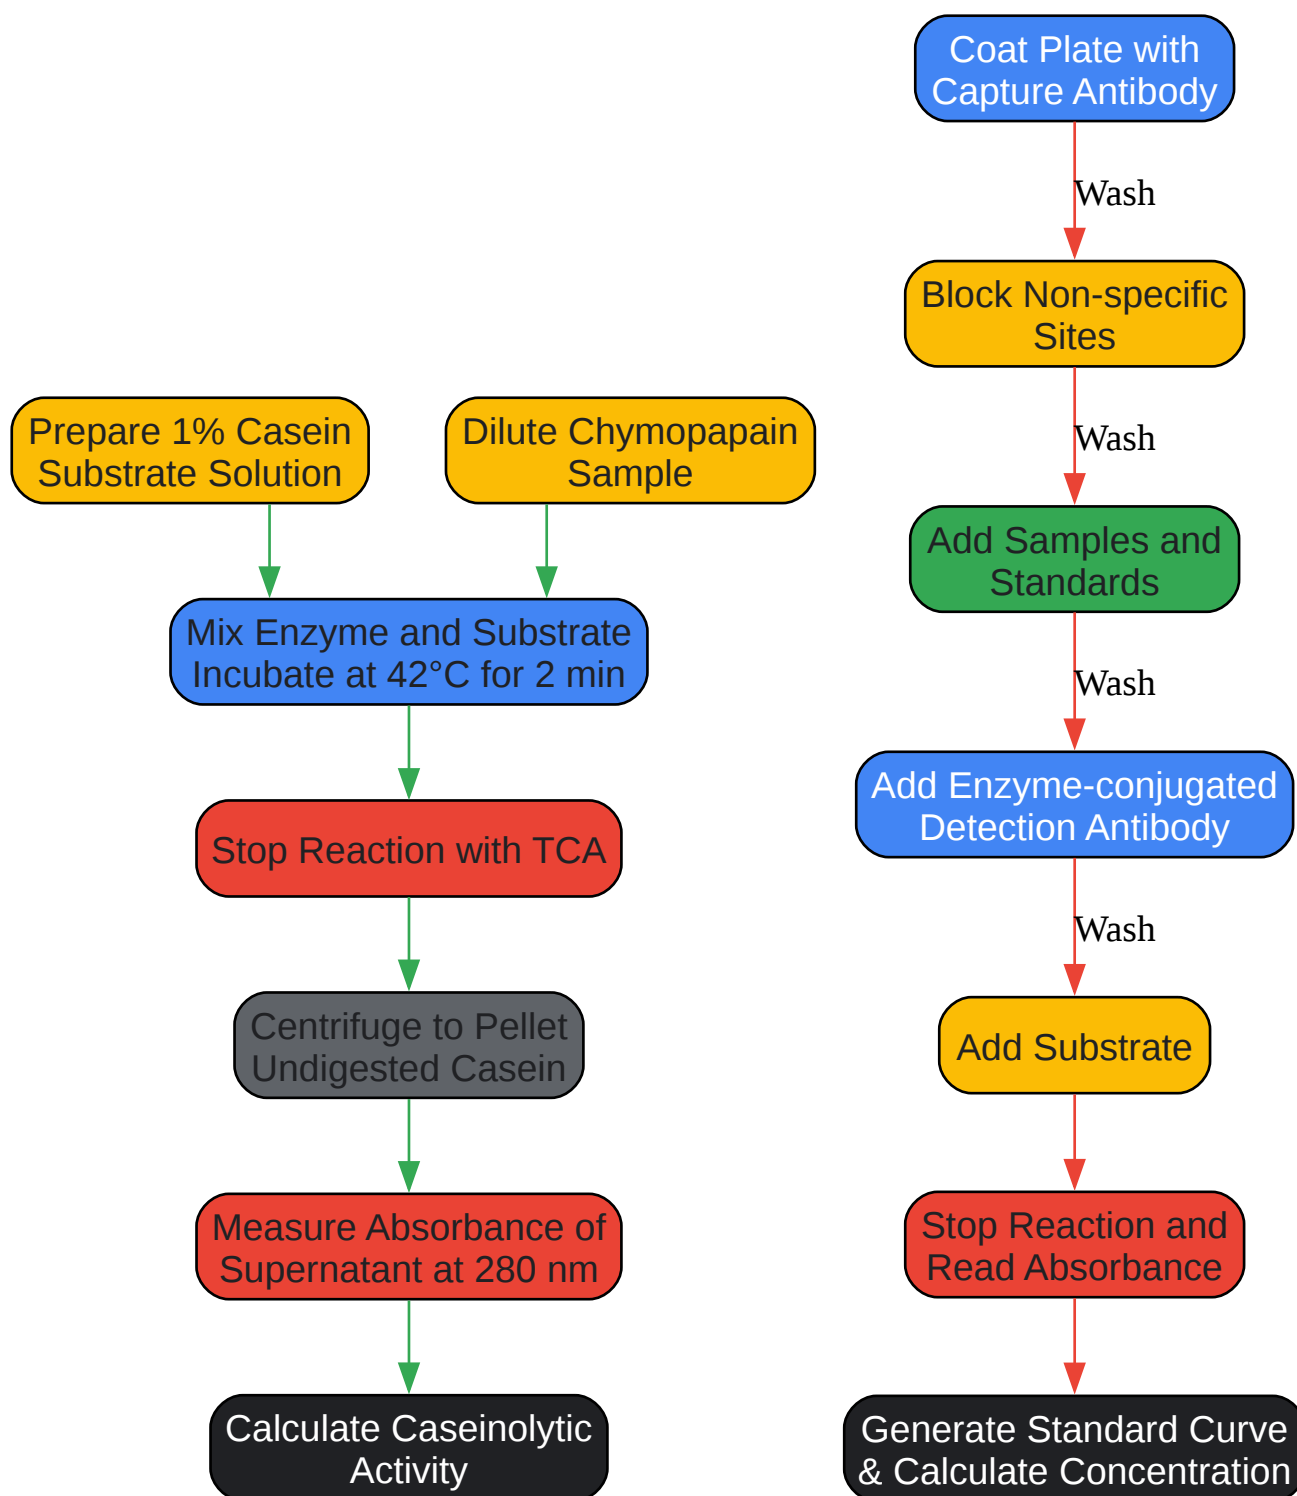 Prepare 1% Casein
Substrate Solution
Dilute Chymopapain
Sample
Mix Enzyme and Substrate
Incubate at 42°C for 2 min
Stop Reaction with TCA
Centrifuge to Pellet
Undigested Casein
Measure Absorbance of
Supernatant at 280 nm
Calculate Caseinolytic
Activity
Coat Plate with
Capture Antibody
Wash
Block Non-specific
Sites
Wash
Add Samples and
Standards
Wash
Add Enzyme-conjugated
Detection Antibody
Wash
Add Substrate
Stop Reaction and
Read Absorbance
Generate Standard Curve
& Calculate Concentration